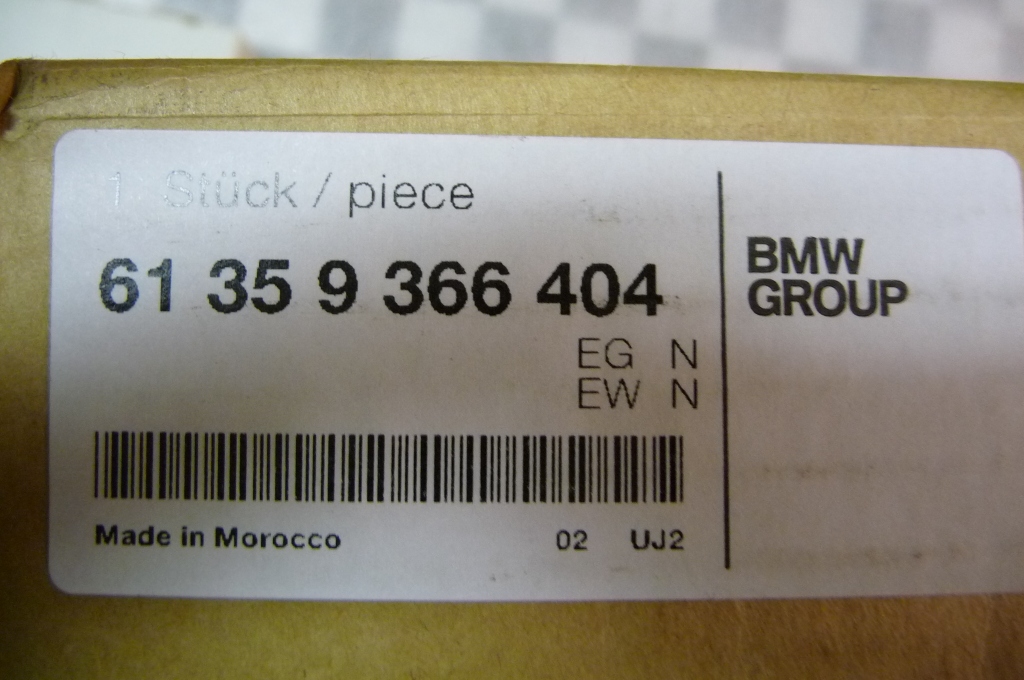 1 Stück / piece
61 35 9 366 404
EG N
EW N
Made in Morocco 02 UJ2
BMW
GROUP